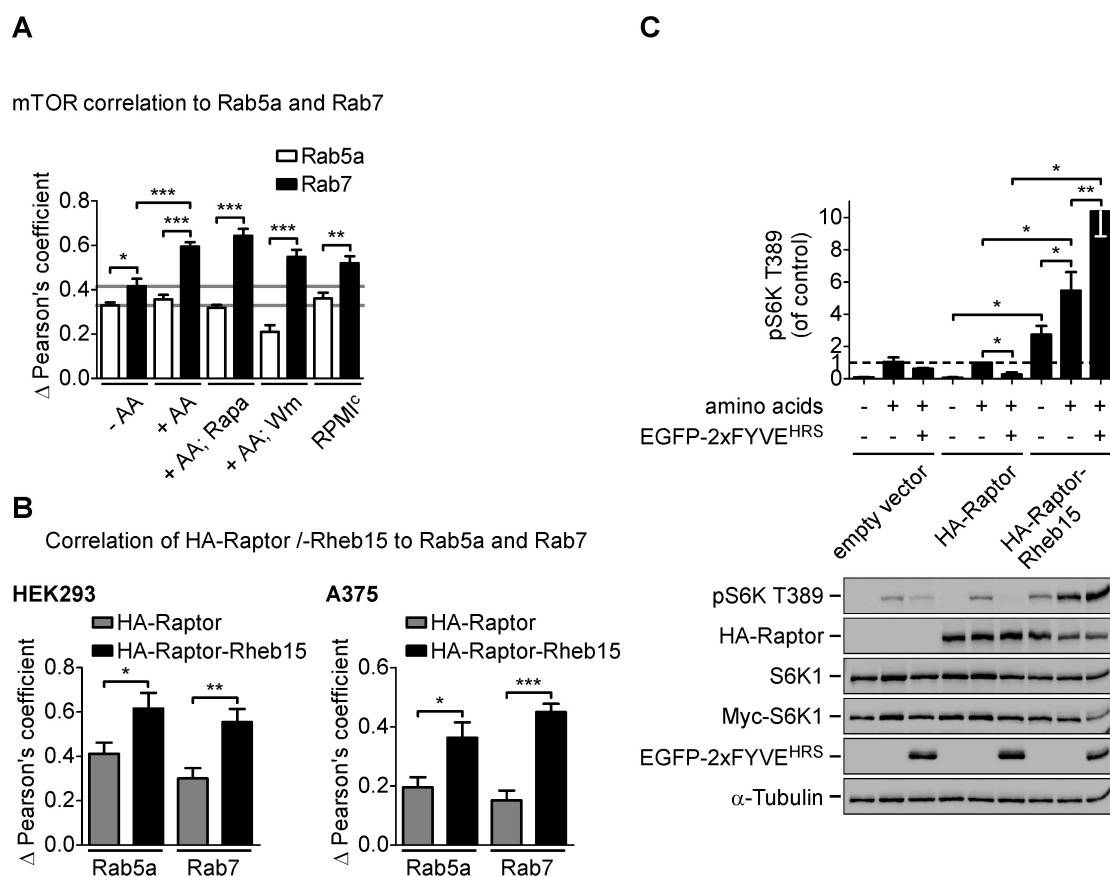 A
mTOR correlation to Rab5a and Rab7
Rab5a
Rab7
Δ Pearson's coefficient
0.8
0.6
0.4
0.2
0.0
*
***
***
***
***
**
- AA
+ AA
+ AA; Rapa
+ AA; Wm
RPMIᶜ
B
Correlation of HA-Raptor /-Rheb15 to Rab5a and Rab7
HEK293
HA-Raptor
HA-Raptor-Rheb15
Δ Pearson's coefficient
0.8
0.6
0.4
0.2
0.0
*
**
Rab5a
Rab7
A375
HA-Raptor
HA-Raptor-Rheb15
Δ Pearson's coefficient
0.6
0.4
0.2
0.0
*
***
Rab5a
Rab7
C
pS6K T389
(of control)
10
8
6
4
2
1
0
*
**
*
*
*
*
amino acids - + + - + + - + +
EGFP-2xFYVEᴴᴿˢ - - + - - + - - +
empty vector
HA-Raptor
HA-Raptor-
Rheb15
pS6K T389
HA-Raptor
S6K1
Myc-S6K1
EGFP-2xFYVEᴴᴿˢ
α-Tubulin